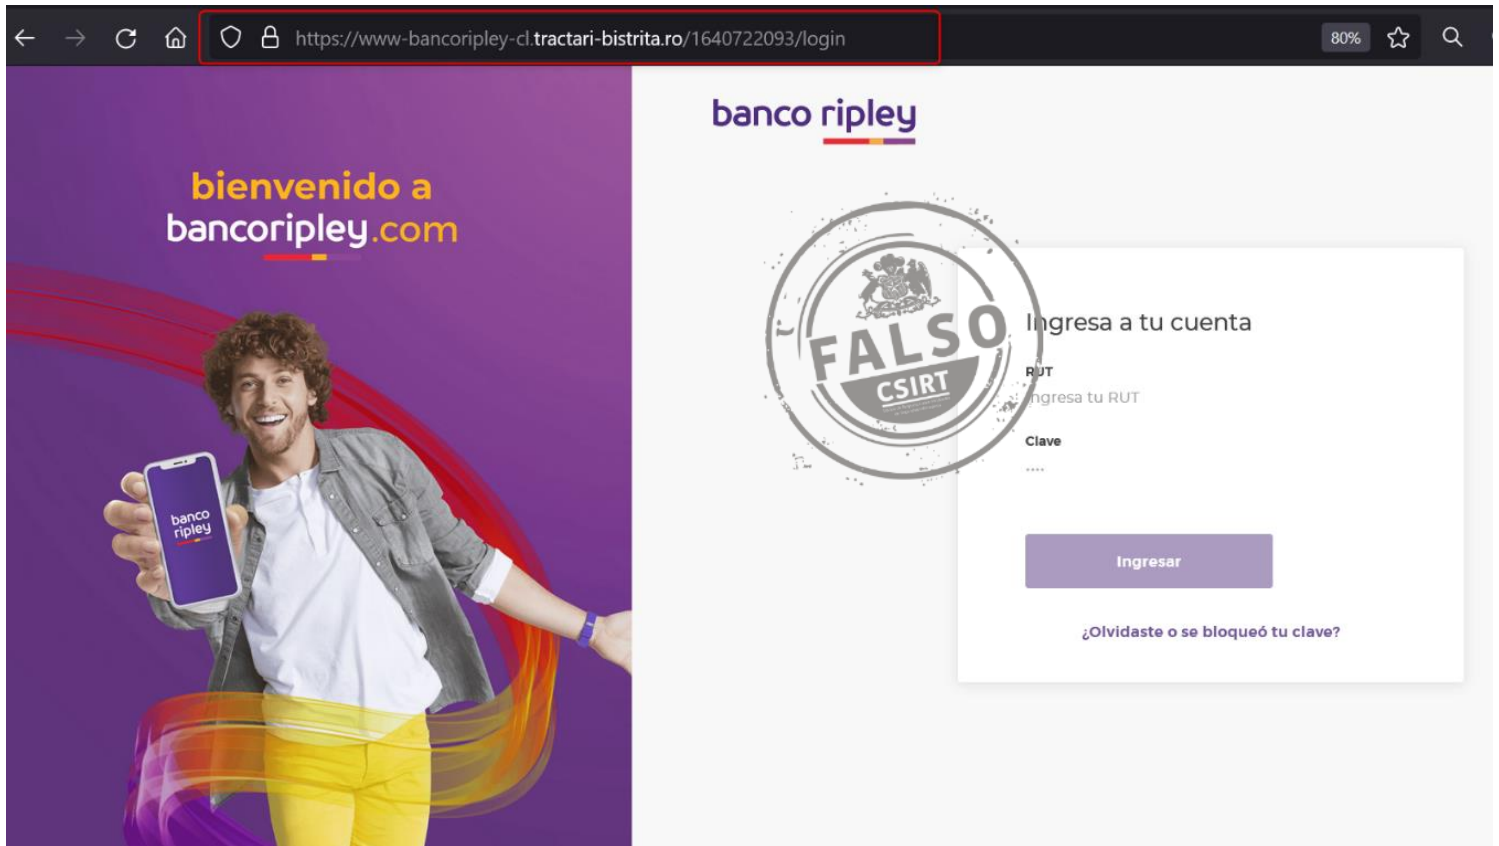 https://www-bancoripley-cl.tractari-bistrita.ro/1640722093/login
80%
bienvenido a
bancoripley.com
banco
ripley
banco ripley
FALSO
CSIRT
Ingresa a tu cuenta
RUT
Ingresa tu RUT
Clave
Ingresar
¿Olvidaste o se bloqueó tu clave?